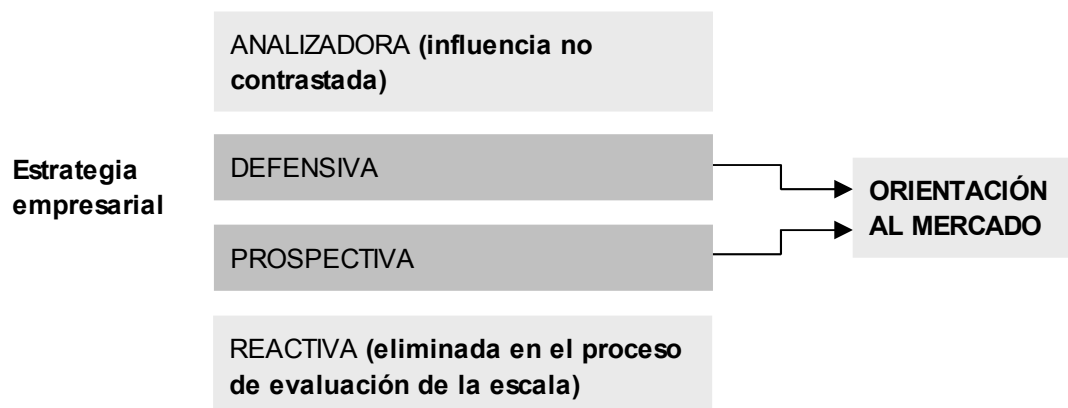 ANALIZADORA (influencia no
contrastada)
Estrategia
empresarial
DEFENSIVA
PROSPECTIVA
ORIENTACIÓN
AL MERCADO
REACTIVA (eliminada en el proceso
de evaluación de la escala)